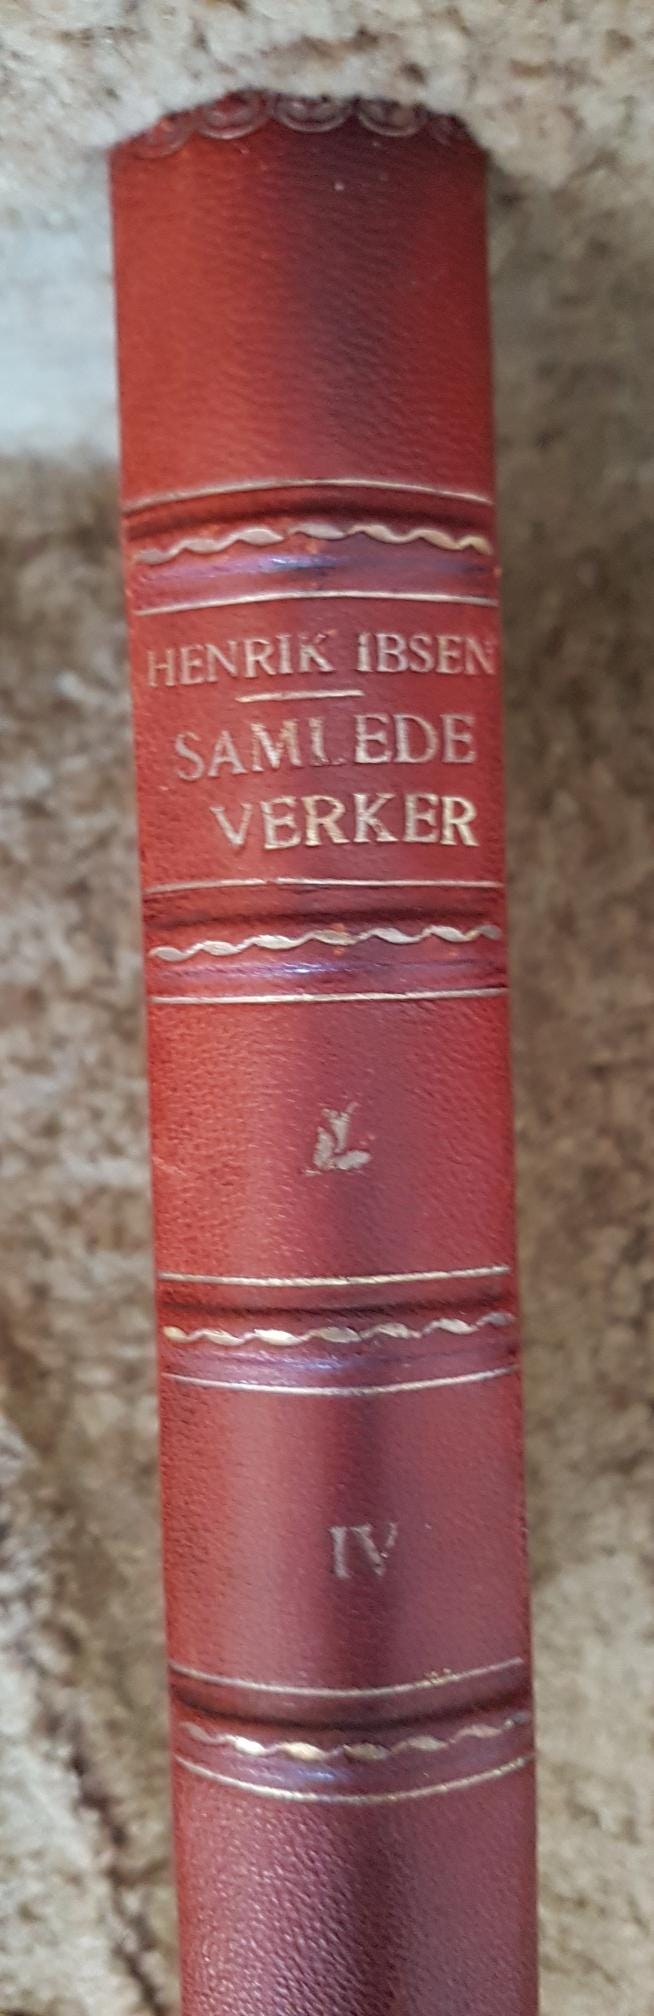 HENRIK IBSEN
SAMLEDE
VERKER
IV